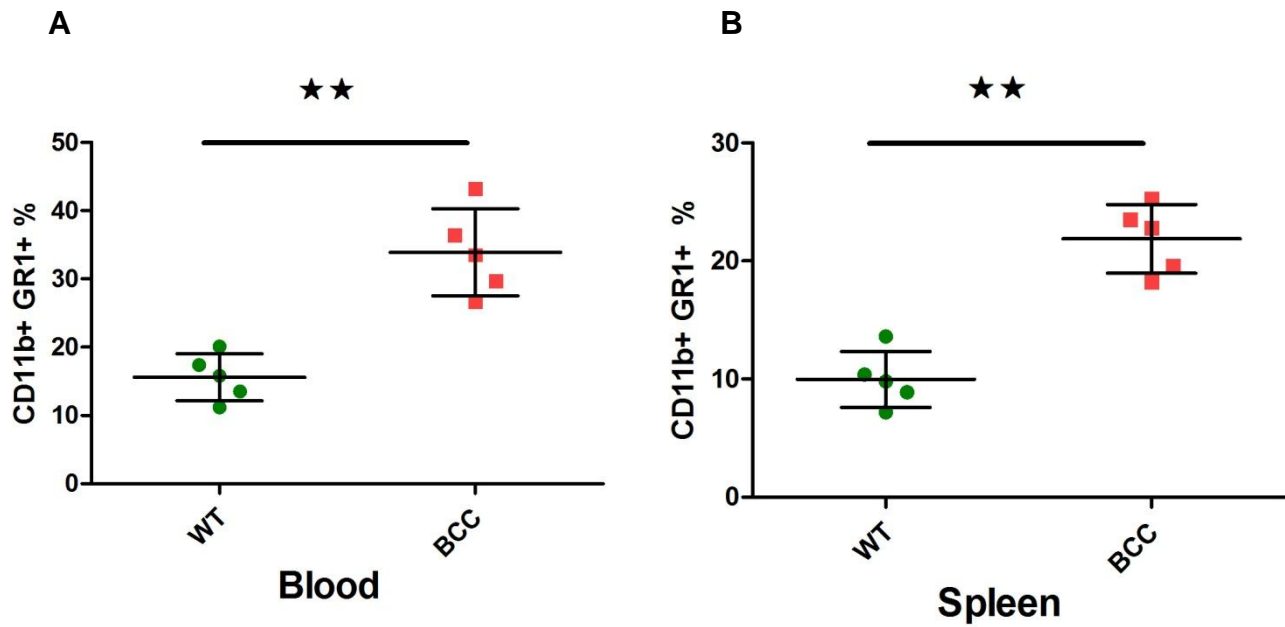 A
★★
50
40
30
20
10
0
CD11b+ GR1+ %
WT
BCC
Blood
B
★★
30
20
10
0
CD11b+ GR1+ %
WT
BCC
Spleen